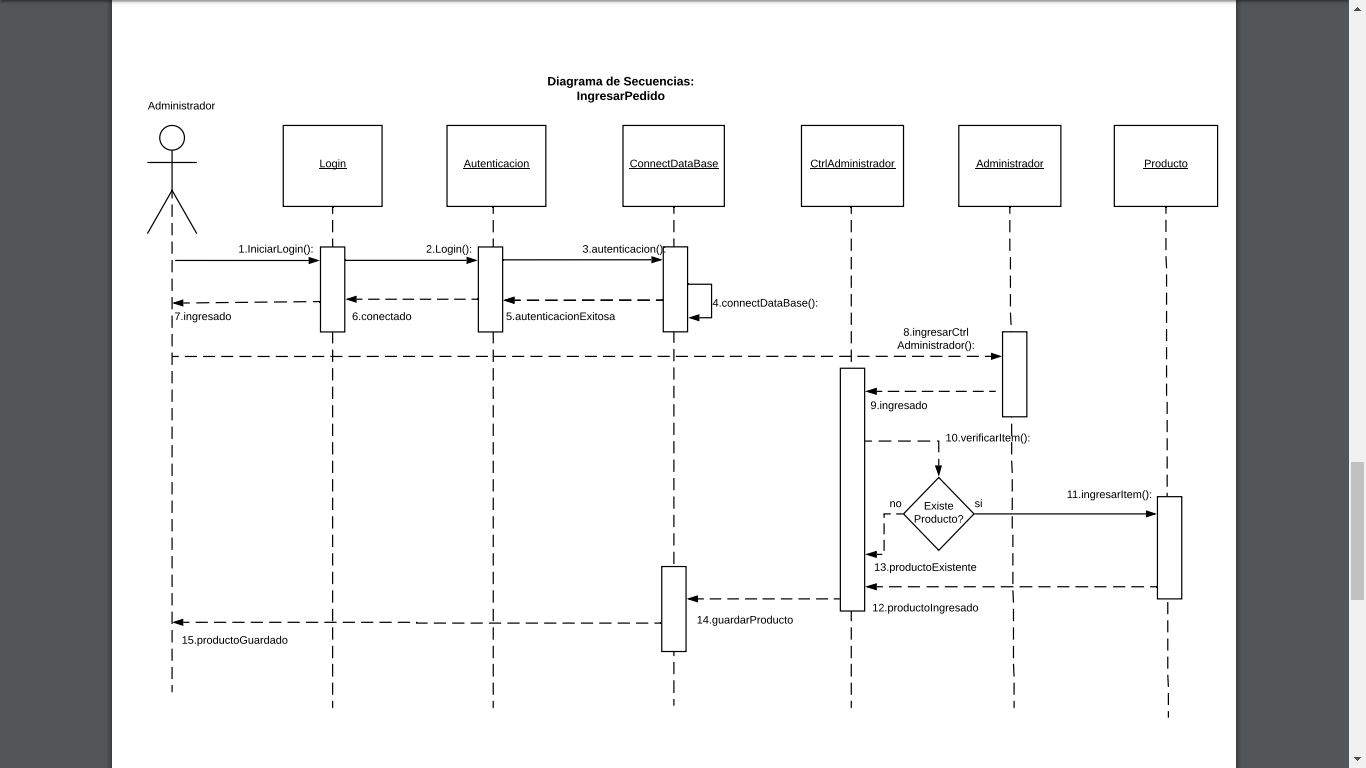 Diagrama de Secuencias:
IngresarPedido
Administrador
Login
Autenticacion
ConnectDataBase
CtrlAdministrador
Administrador
Producto
1.IniciarLogin():
2.Login():
3.autenticacion():
4.connectDataBase():
7.ingresado
6.conectado
5.autenticacionExitosa
8.ingresarCtrl
Administrador():
9.ingresado
10.verificarItem():
11.ingresarItem():
no
Existe
Producto?
si
13.productoExistente
12.productoIngresado
14.guardarProducto
15.productoGuardado